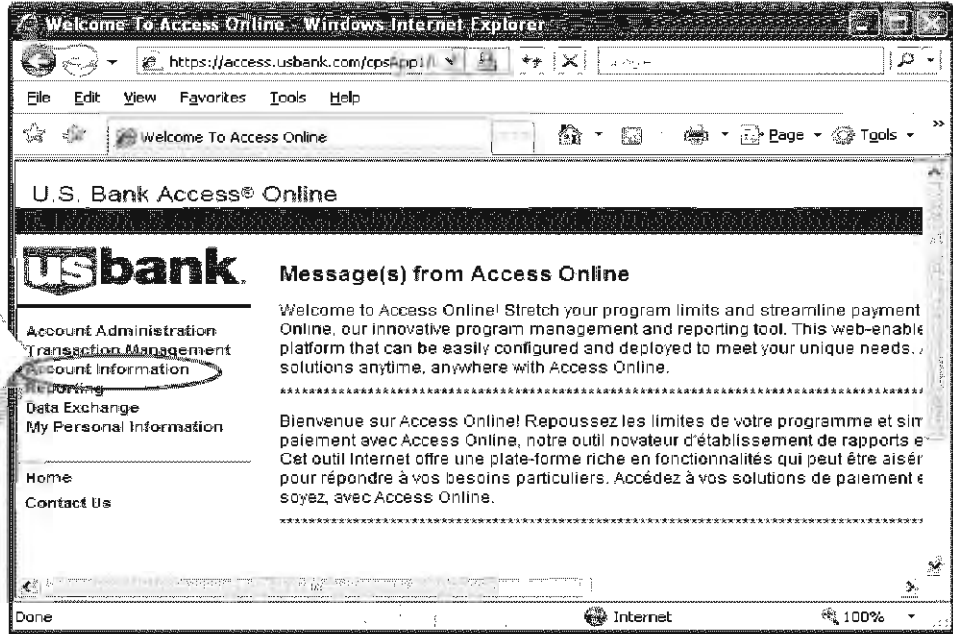 Welcome To Access Online - Windows Internet Explorer
https://access.usbank.com/cpsApp1/
File Edit View Favorites Tools Help
Welcome To Access Online
Page Tools
U.S. Bank Access® Online
usbank.
Account Administration
Transaction Management
Account Information
Reporting
Data Exchange
My Personal Information
Home
Contact Us
Message(s) from Access Online
Welcome to Access Online! Stretch your program limits and streamline payment
Online, our innovative program management and reporting tool. This web-enable
platform that can be easily configured and deployed to meet your unique needs.
solutions anytime, anywhere with Access Online.
************************************************************************
Bienvenue sur Access Online! Repoussez les limites de votre programme et sim
paiement avec Access Online, notre outil novateur d'établissement de rapports e
Cet outil Internet offre une plate-forme riche en fonctionnalités qui peut être aisér
pour répondre à vos besoins particuliers. Accédez à vos solutions de paiement e
soyez, avec Access Online.
************************************************************************
Done Internet 100%